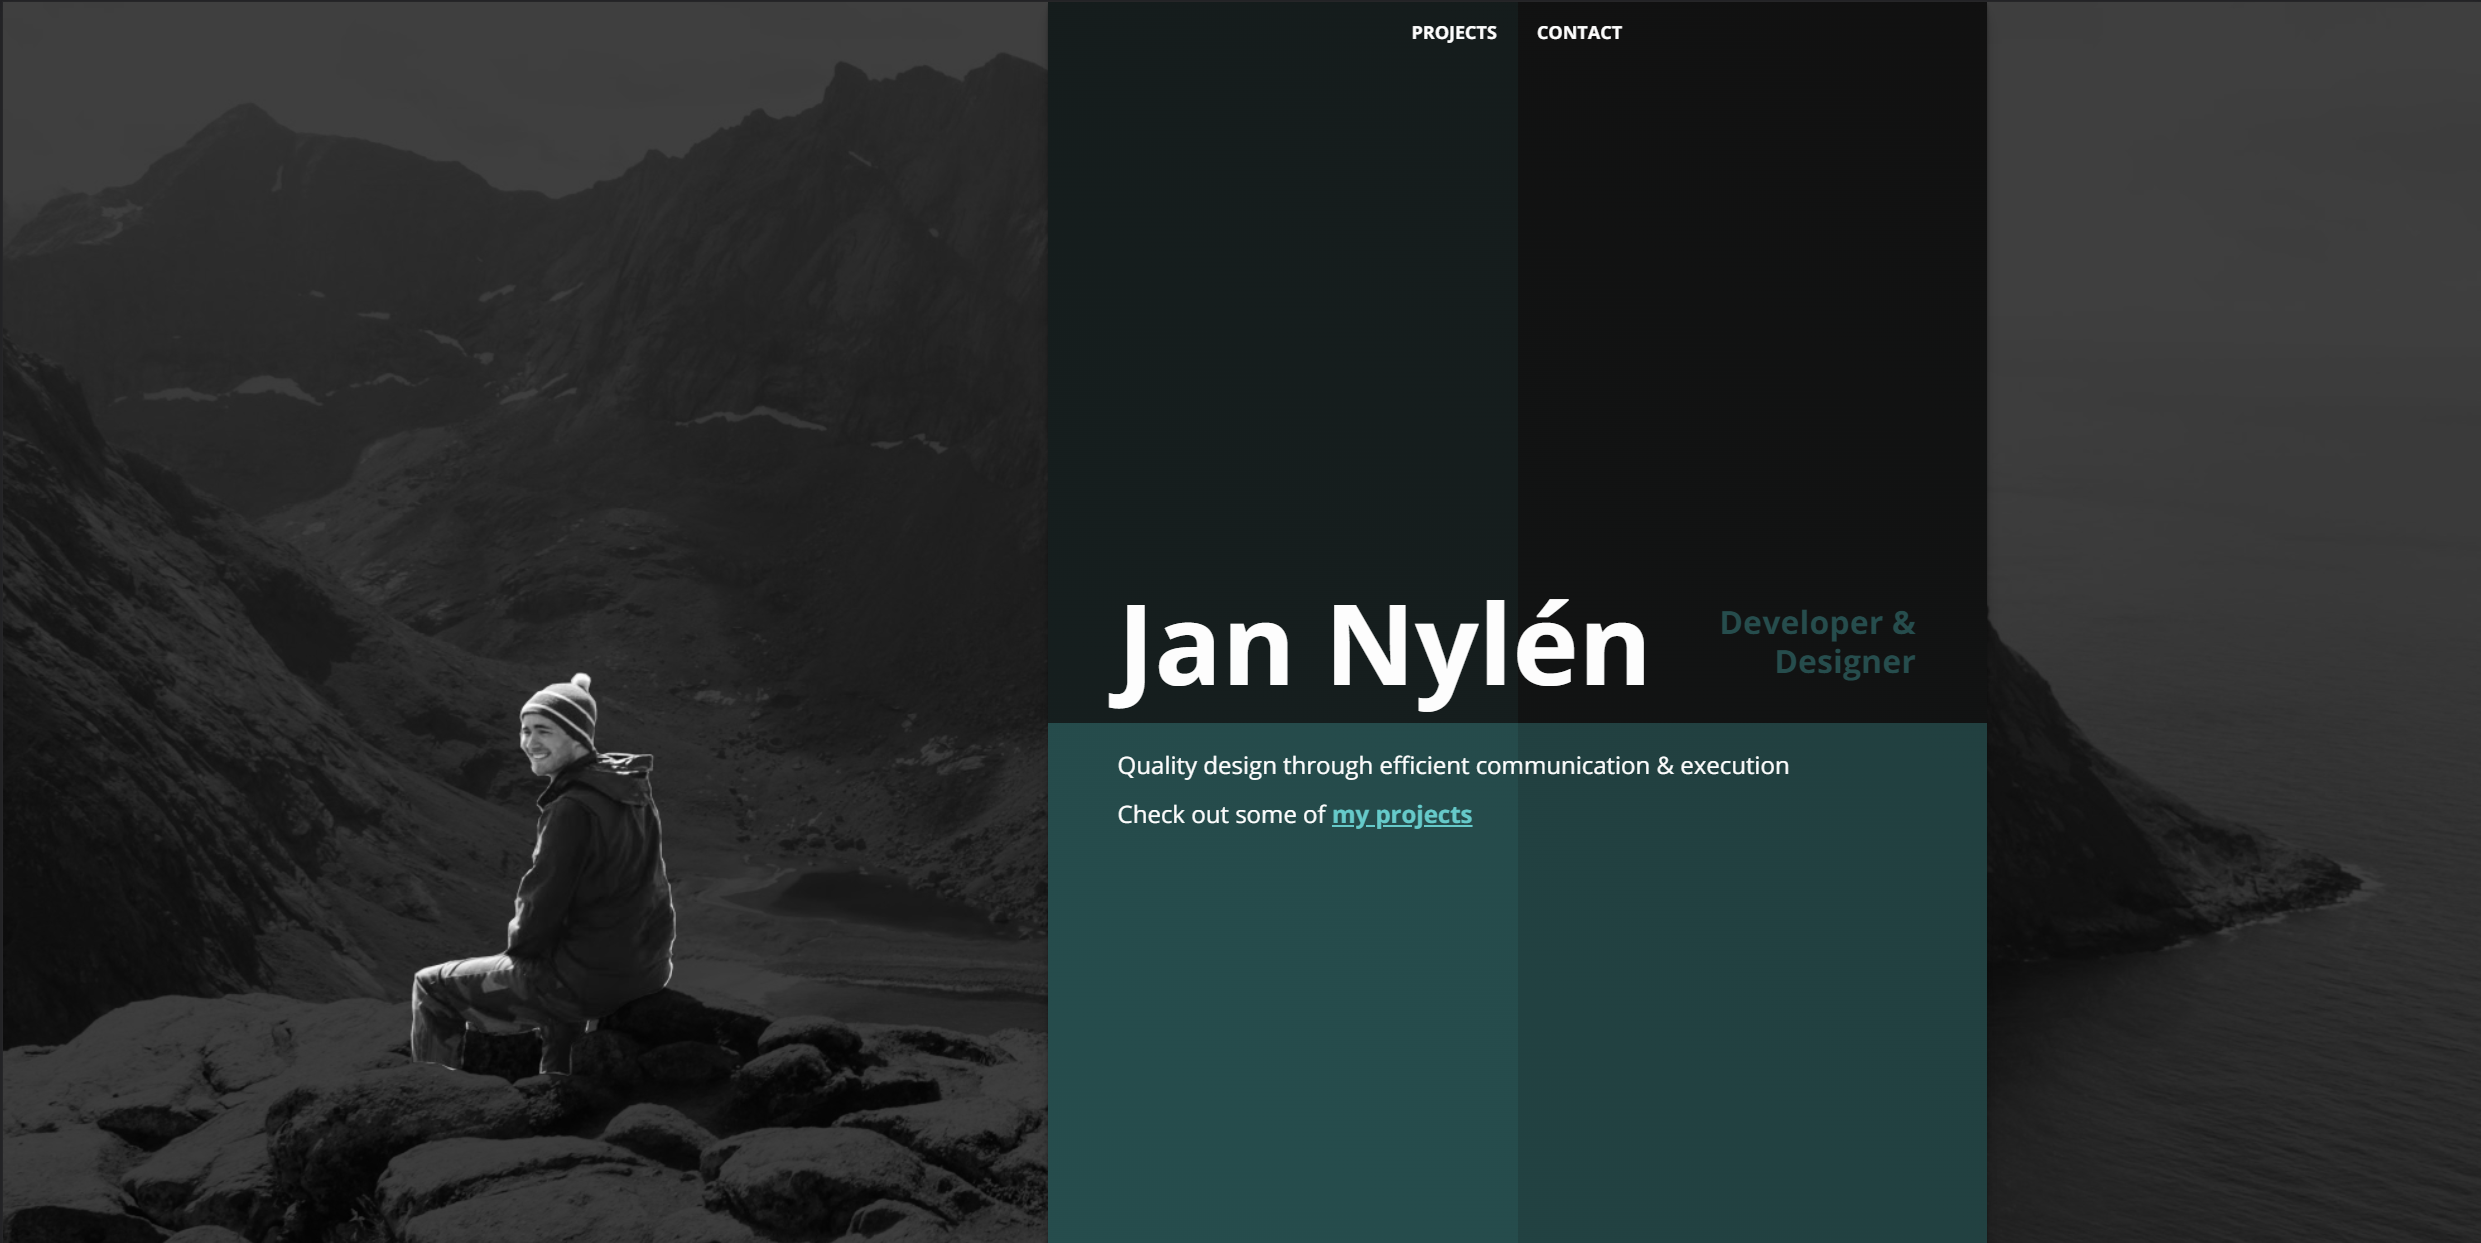 PROJECTS CONTACT
Jan Nylén
Developer &
Designer
Quality design through efficient communication & execution
Check out some of my projects